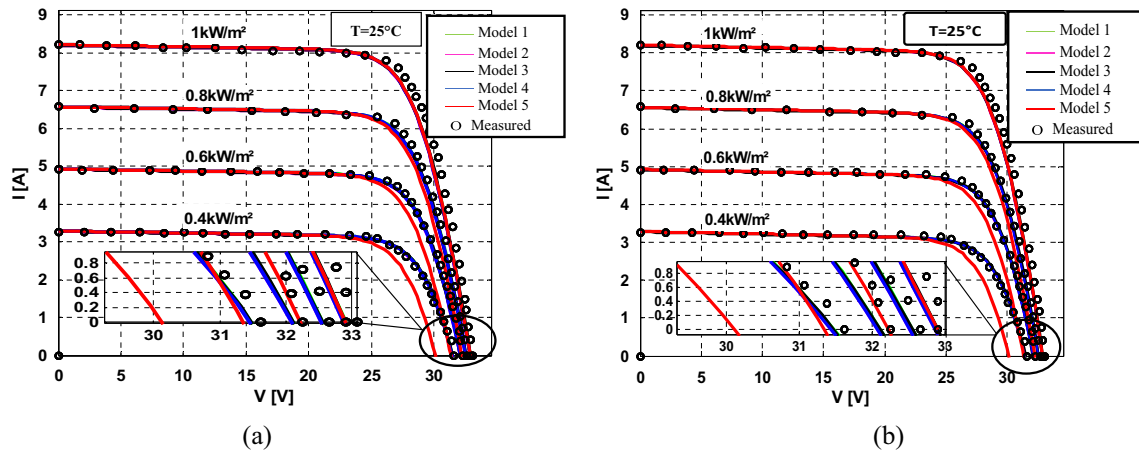 9
8
7
6
5
4
3
2
1
0
I [A]
1kW/m²
0.8kW/m²
0.6kW/m²
0.4kW/m²
T=25°C
Model 1
Model 2
Model 3
Model 4
Model 5
Measured
0.8
0.6
0.4
0.2
0
30
31
32
33
0
5
10
15
20
25
30
V [V]
(a)
9
8
7
6
5
4
3
2
1
0
I [A]
1kW/m²
0.8kW/m²
0.6kW/m²
0.4kW/m²
T=25°C
Model 1
Model 2
Model 3
Model 4
Model 5
Measured
0.8
0.6
0.4
0.2
0
30
31
32
33
0
5
10
15
20
25
30
V [V]
(b)